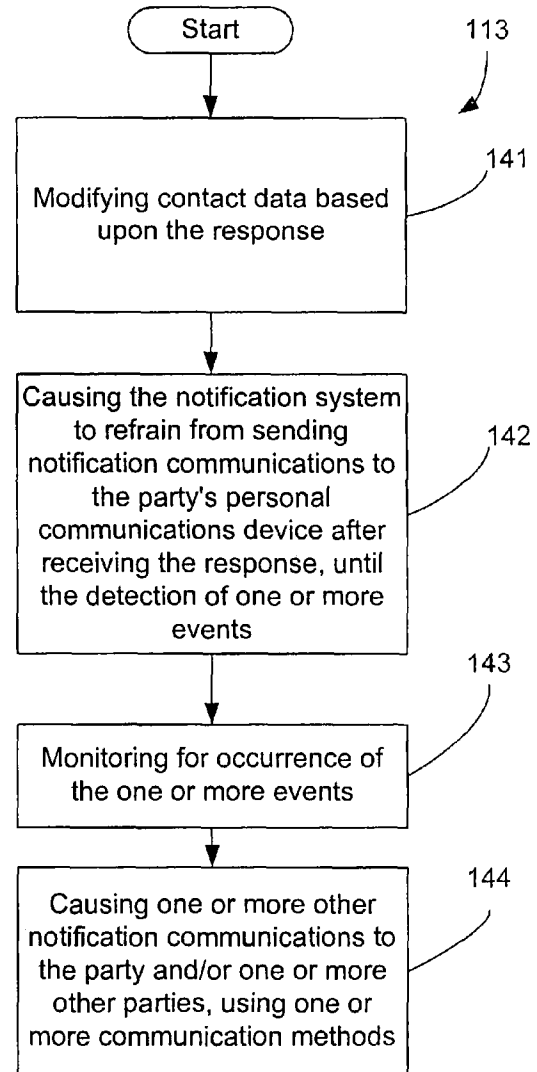 Start
113
Modifying contact data based
upon the response
141
Causing the notification system
to refrain from sending
notification communications to
the party's personal
communications device after
receiving the response, until
the detection of one or more
events
142
Monitoring for occurrence of
the one or more events
143
Causing one or more other
notification communications to
the party and/or one or more
other parties, using one or
more communication methods
144